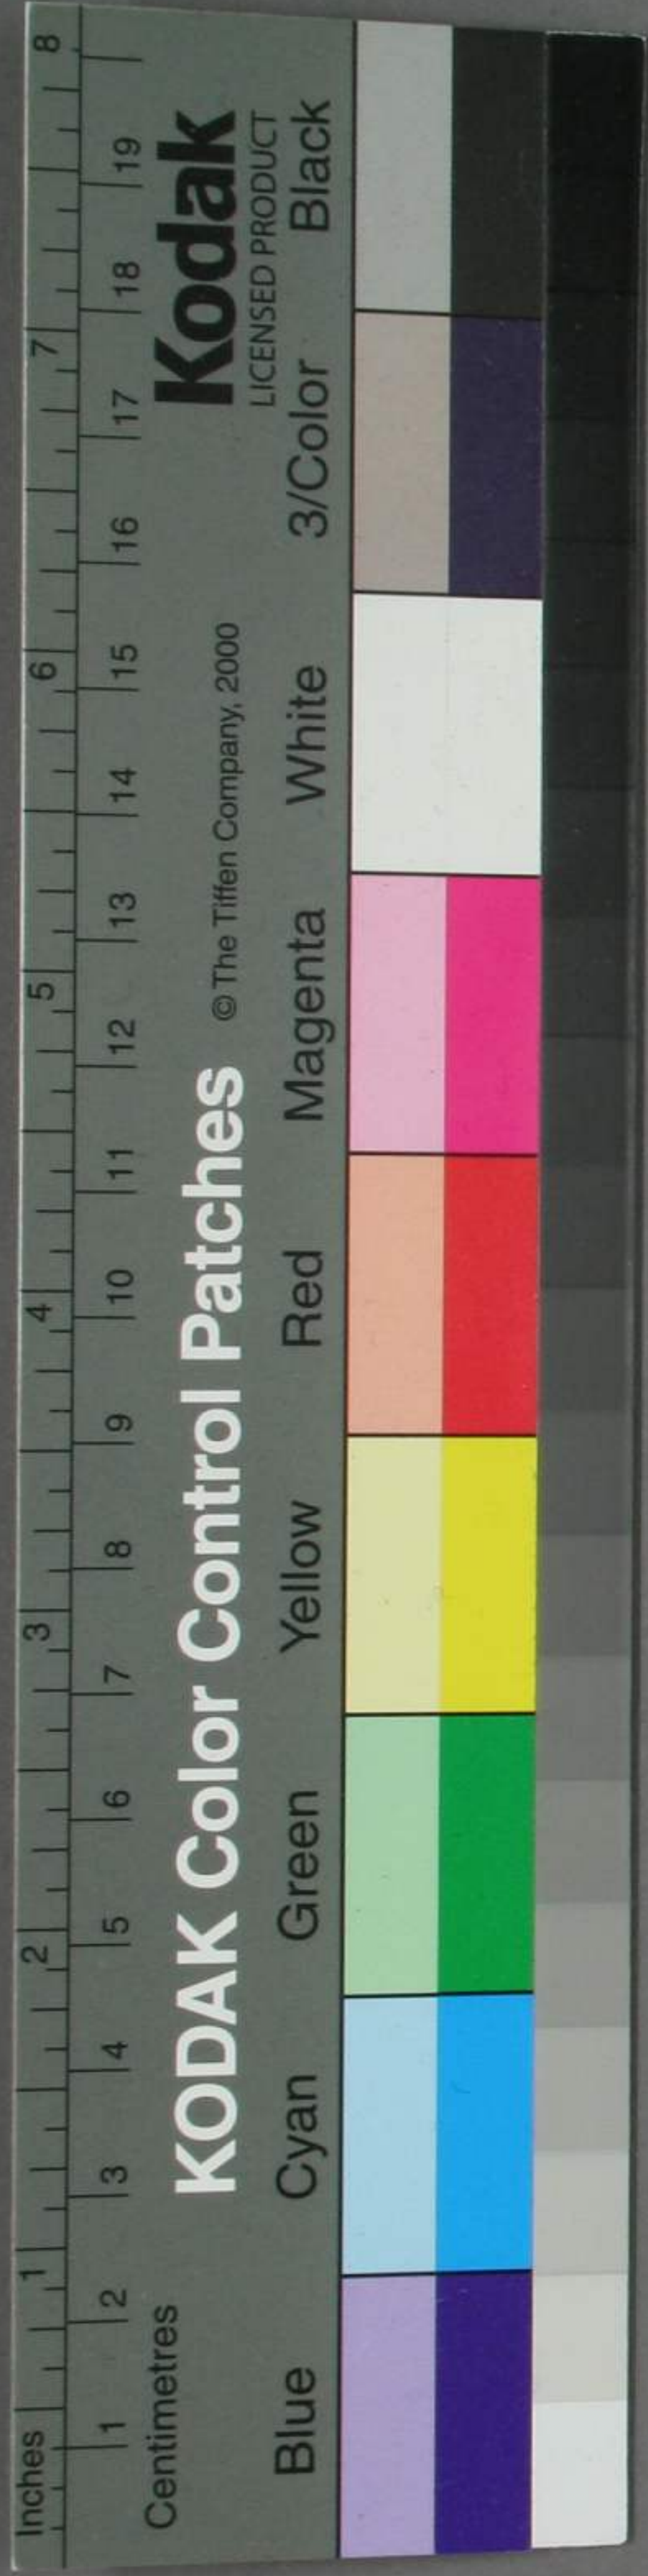 Inches 1 2 3 4 5 6 7 8
1 2 3 4 5 6 7 8 9 10 11 12 13 14 15 16 17 18 19
Centimetres
KODAK Color Control Patches © The Tiffen Company, 2000 Kodak
LICENSED PRODUCT
Blue Cyan Green Yellow Red Magenta White 3/Color Black